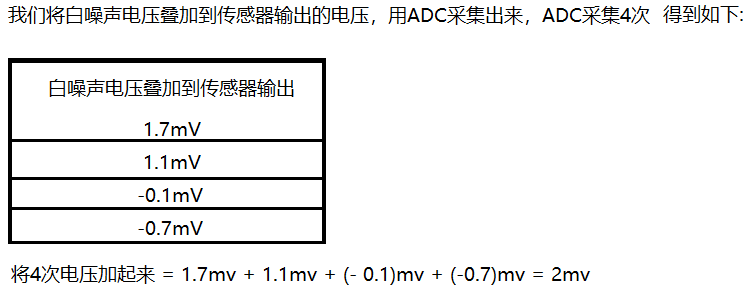 我们将白噪声电压叠加到传感器输出的电压，用ADC采集出来，ADC采集4次 得到如下:
白噪声电压叠加到传感器输出
1.7mV
1.1mV
-0.1mV
-0.7mV
将4次电压加起来 = 1.7mv + 1.1mv + (- 0.1)mv + (-0.7)mv = 2mv